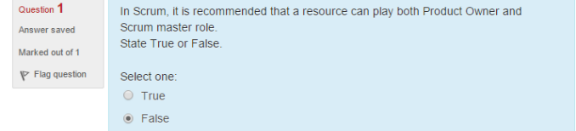 Question 1
Answer saved
Marked out of 1
Flag question
In Scrum, it is recommended that a resource can play both Product Owner and
Scrum master role.
State True or False.
Select one:
True
False